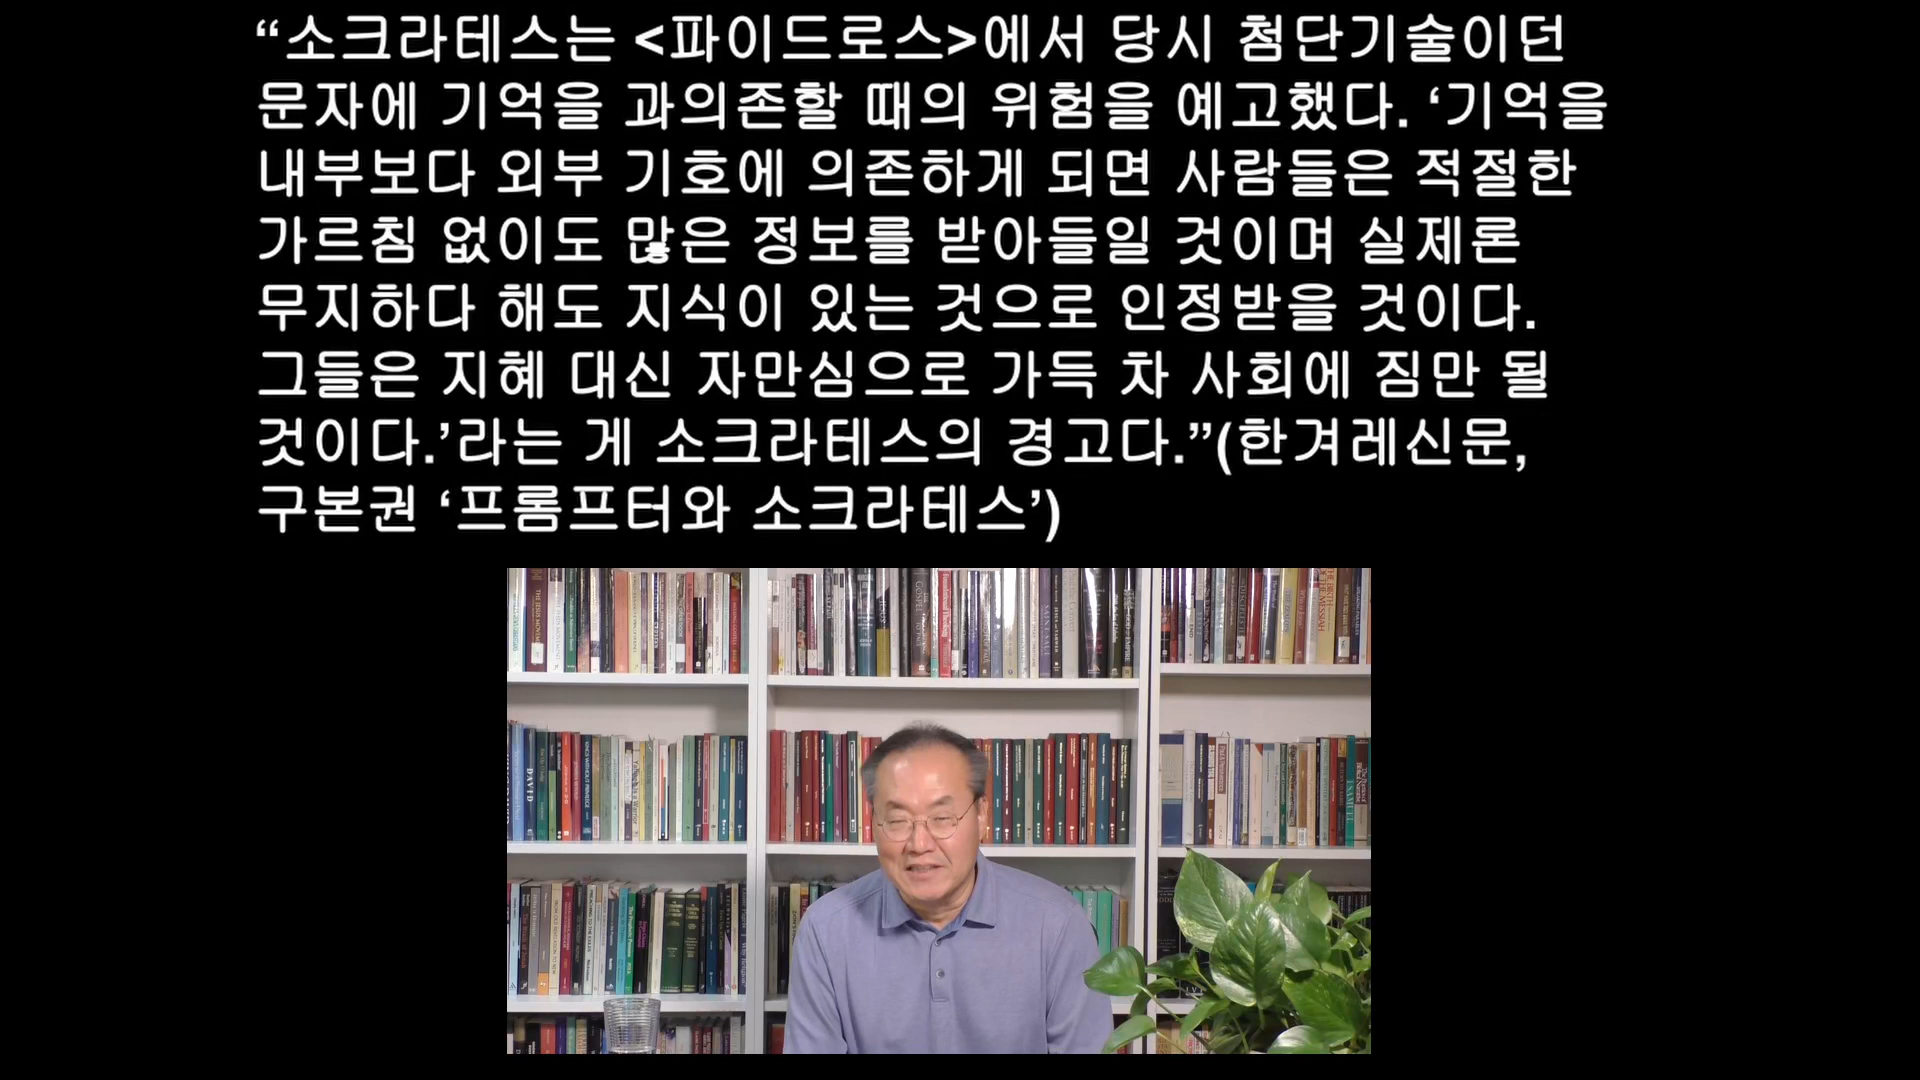 “소크라테스는 <파이드로스>에서 당시 첨단기술이던
문자에 기억을 과의존할 때의 위험을 예고했다. ‘기억을
내부보다 외부 기호에 의존하게 되면 사람들은 적절한
가르침 없이도 많은 정보를 받아들일 것이며 실제론
무지하다 해도 지식이 있는 것으로 인정받을 것이다.
그들은 지혜 대신 자만심으로 가득 차 사회에 짐만 될
것이다.’라는 게 소크라테스의 경고다.”(한겨레신문,
구본권 ‘프롬프터와 소크라테스’)
DAVID